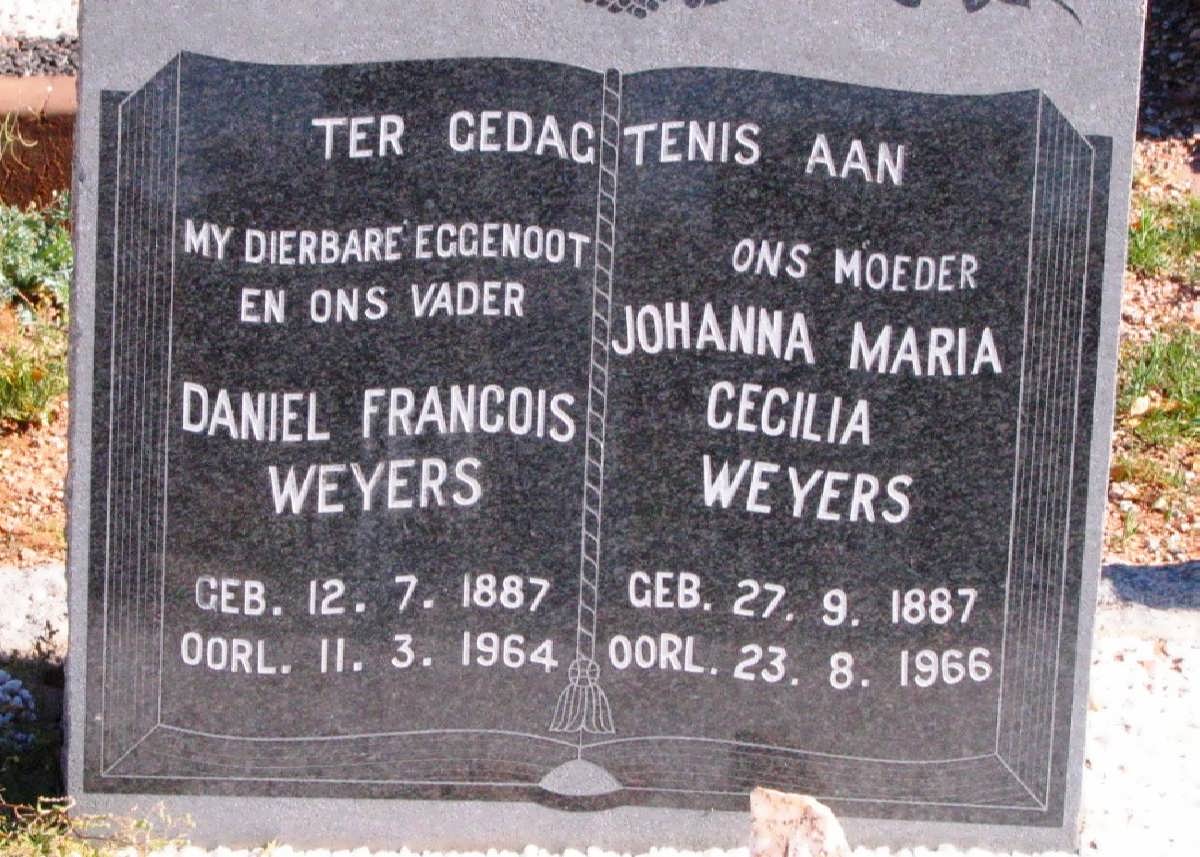 TER GEDAGTENIS AAN
MY DIERBARE EGGENOOT
EN ONS VADER
DANIEL FRANCOIS
WEYERS
GEB. 12. 7. 1887
OORL. 11. 3. 1964
ONS MOEDER
JOHANNA MARIA
CECILIA
WEYERS
GEB. 27. 9. 1887
OORL. 23. 8. 1966